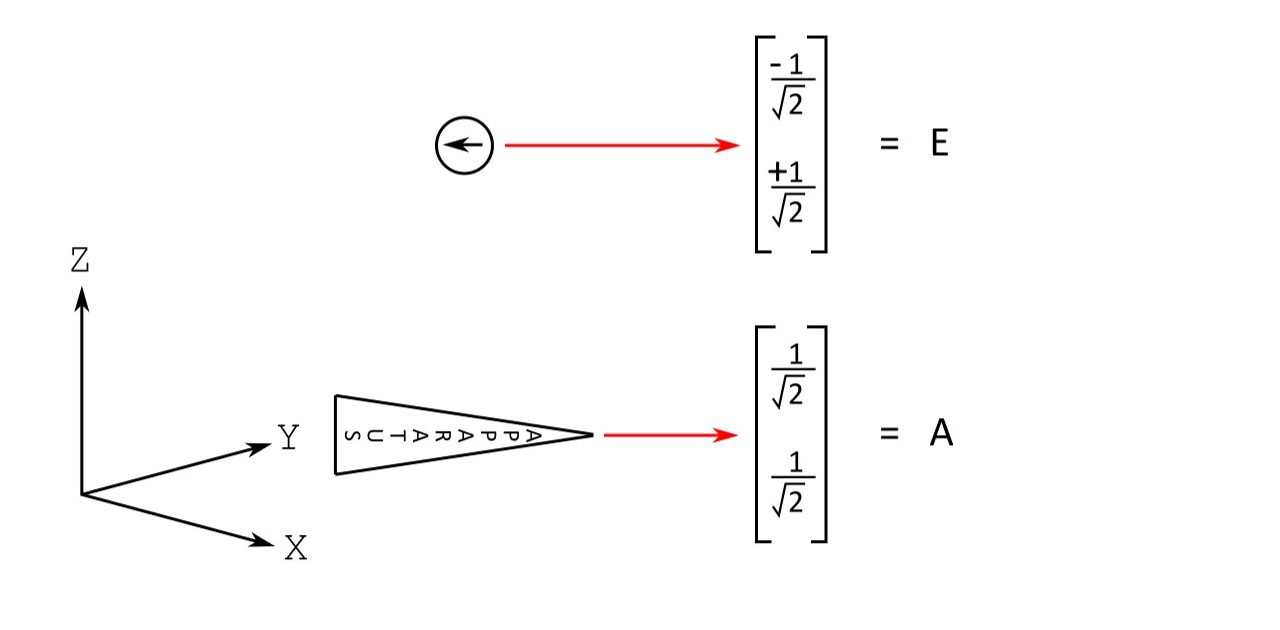 -1
√2
+1
√2
= E
Z
Y
X
APPARATUS
1
√2
1
√2
= A